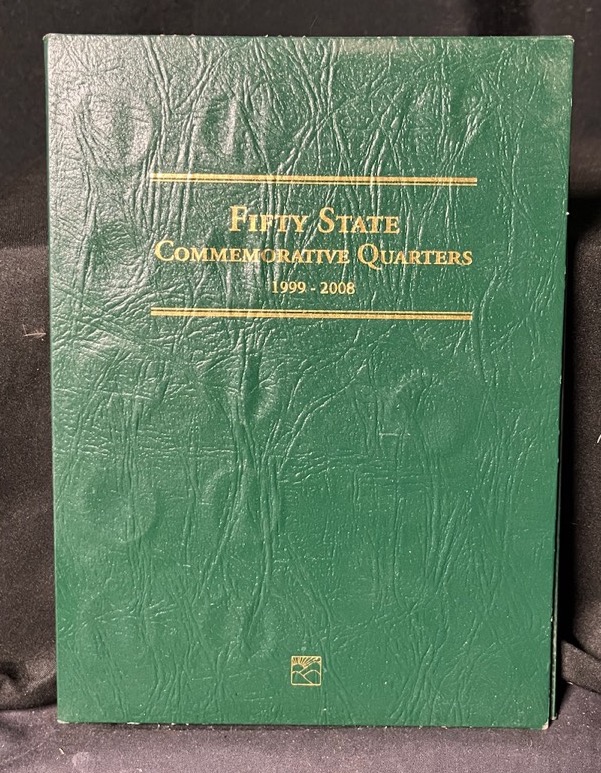 Fifty State
Commemorative Quarters
1999 - 2008